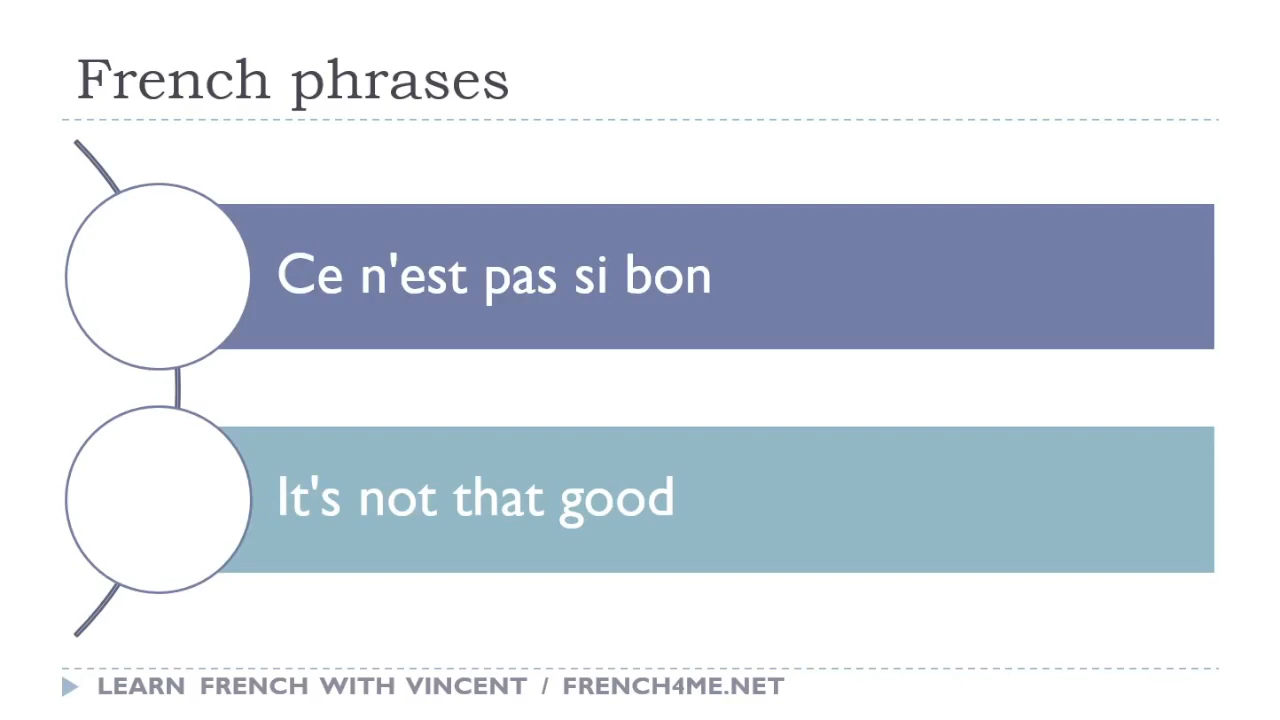 French phrases
Ce n'est pas si bon
It's not that good
LEARN FRENCH WITH VINCENT / FRENCH4ME.NET